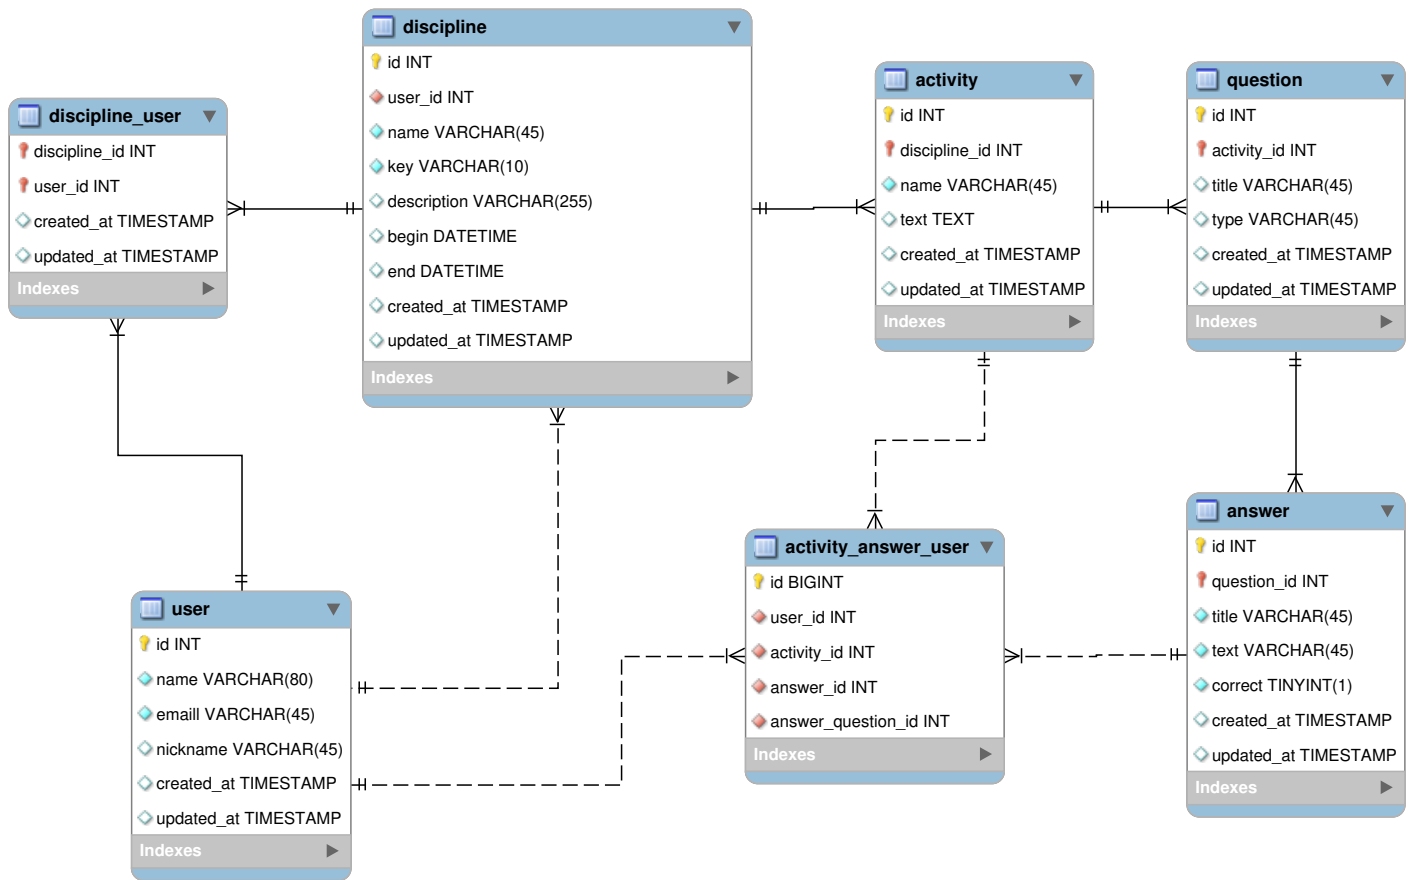 discipline
id INT
user_id INT
name VARCHAR(45)
key VARCHAR(10)
description VARCHAR(255)
begin DATETIME
end DATETIME
created_at TIMESTAMP
updated_at TIMESTAMP
Indexes
discipline_user
discipline_id INT
user_id INT
created_at TIMESTAMP
updated_at TIMESTAMP
Indexes
activity
id INT
discipline_id INT
name VARCHAR(45)
text TEXT
created_at TIMESTAMP
updated_at TIMESTAMP
Indexes
question
id INT
activity_id INT
title VARCHAR(45)
type VARCHAR(45)
created_at TIMESTAMP
updated_at TIMESTAMP
Indexes
user
id INT
name VARCHAR(80)
emaill VARCHAR(45)
nickname VARCHAR(45)
created_at TIMESTAMP
updated_at TIMESTAMP
Indexes
activity_answer_user
id BIGINT
user_id INT
activity_id INT
answer_id INT
answer_question_id INT
Indexes
answer
id INT
question_id INT
title VARCHAR(45)
text VARCHAR(45)
correct TINYINT(1)
created_at TIMESTAMP
updated_at TIMESTAMP
Indexes